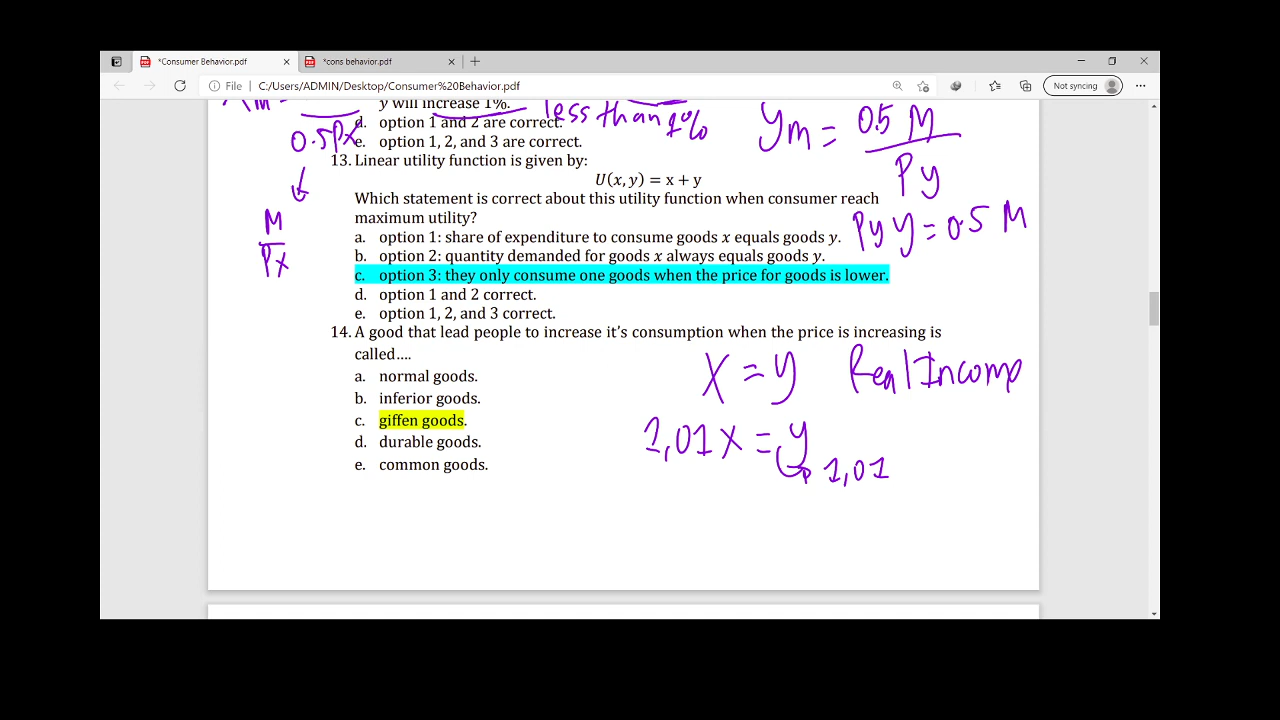 *Consumer Behavior.pdf
*cons behavior.pdf
File
C:/Users/ADMIN/Desktop/Consumer%20Behavior.pdf
Not syncing
y will increase 1%.
less than 1%
d. option 1 and 2 are correct.
e. option 1, 2, and 3 are correct.
0.5Px
M
Px
ym = 0.5 M
Py
Py y = 0.5 M
13. Linear utility function is given by:
U(x, y) = x + y
Which statement is correct about this utility function when consumer reach
maximum utility?
a. option 1: share of expenditure to consume goods x equals goods y.
b. option 2: quantity demanded for goods x always equals goods y.
c. option 3: they only consume one goods when the price for goods is lower.
d. option 1 and 2 correct.
e. option 1, 2, and 3 correct.
14. A good that lead people to increase it's consumption when the price is increasing is
called….
a. normal goods.
b. inferior goods.
c. giffen goods.
d. durable goods.
e. common goods.
X = y
Real Incomp
1,01 X = y
1,01